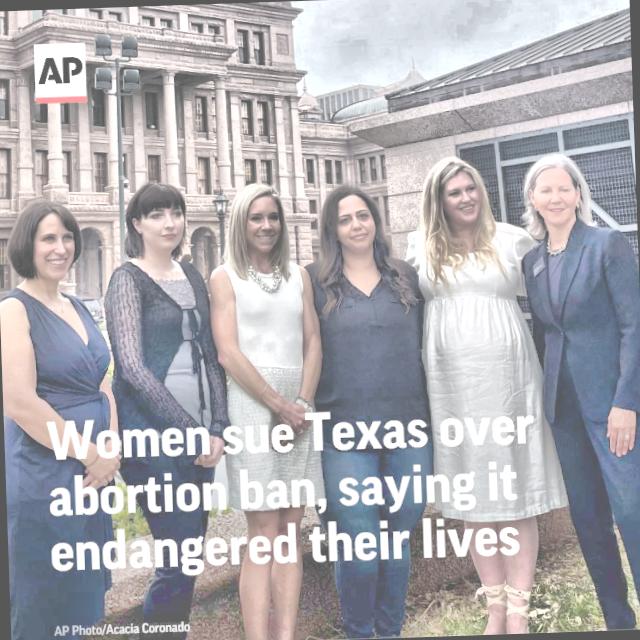 AP
Women sue Texas over
abortion ban, saying it
endangered their lives
AP Photo/Acacia Coronado